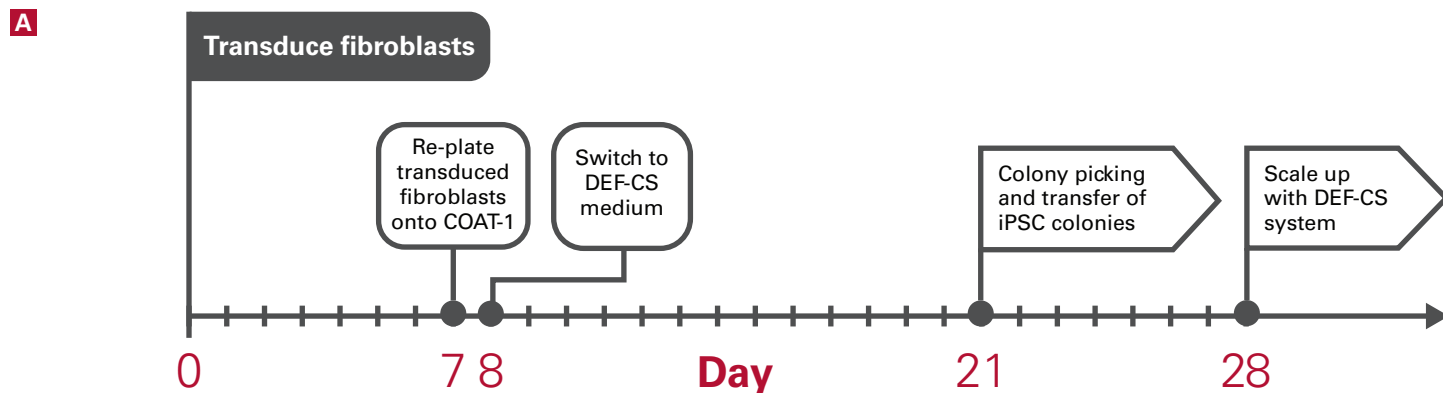 A
Transduce fibroblasts
Re-plate
transduced
fibroblasts
onto COAT-1
Switch to
DEF-CS
medium
Colony picking
and transfer of
iPSC colonies
Scale up
with DEF-CS
system
0 7 8 Day 21 28